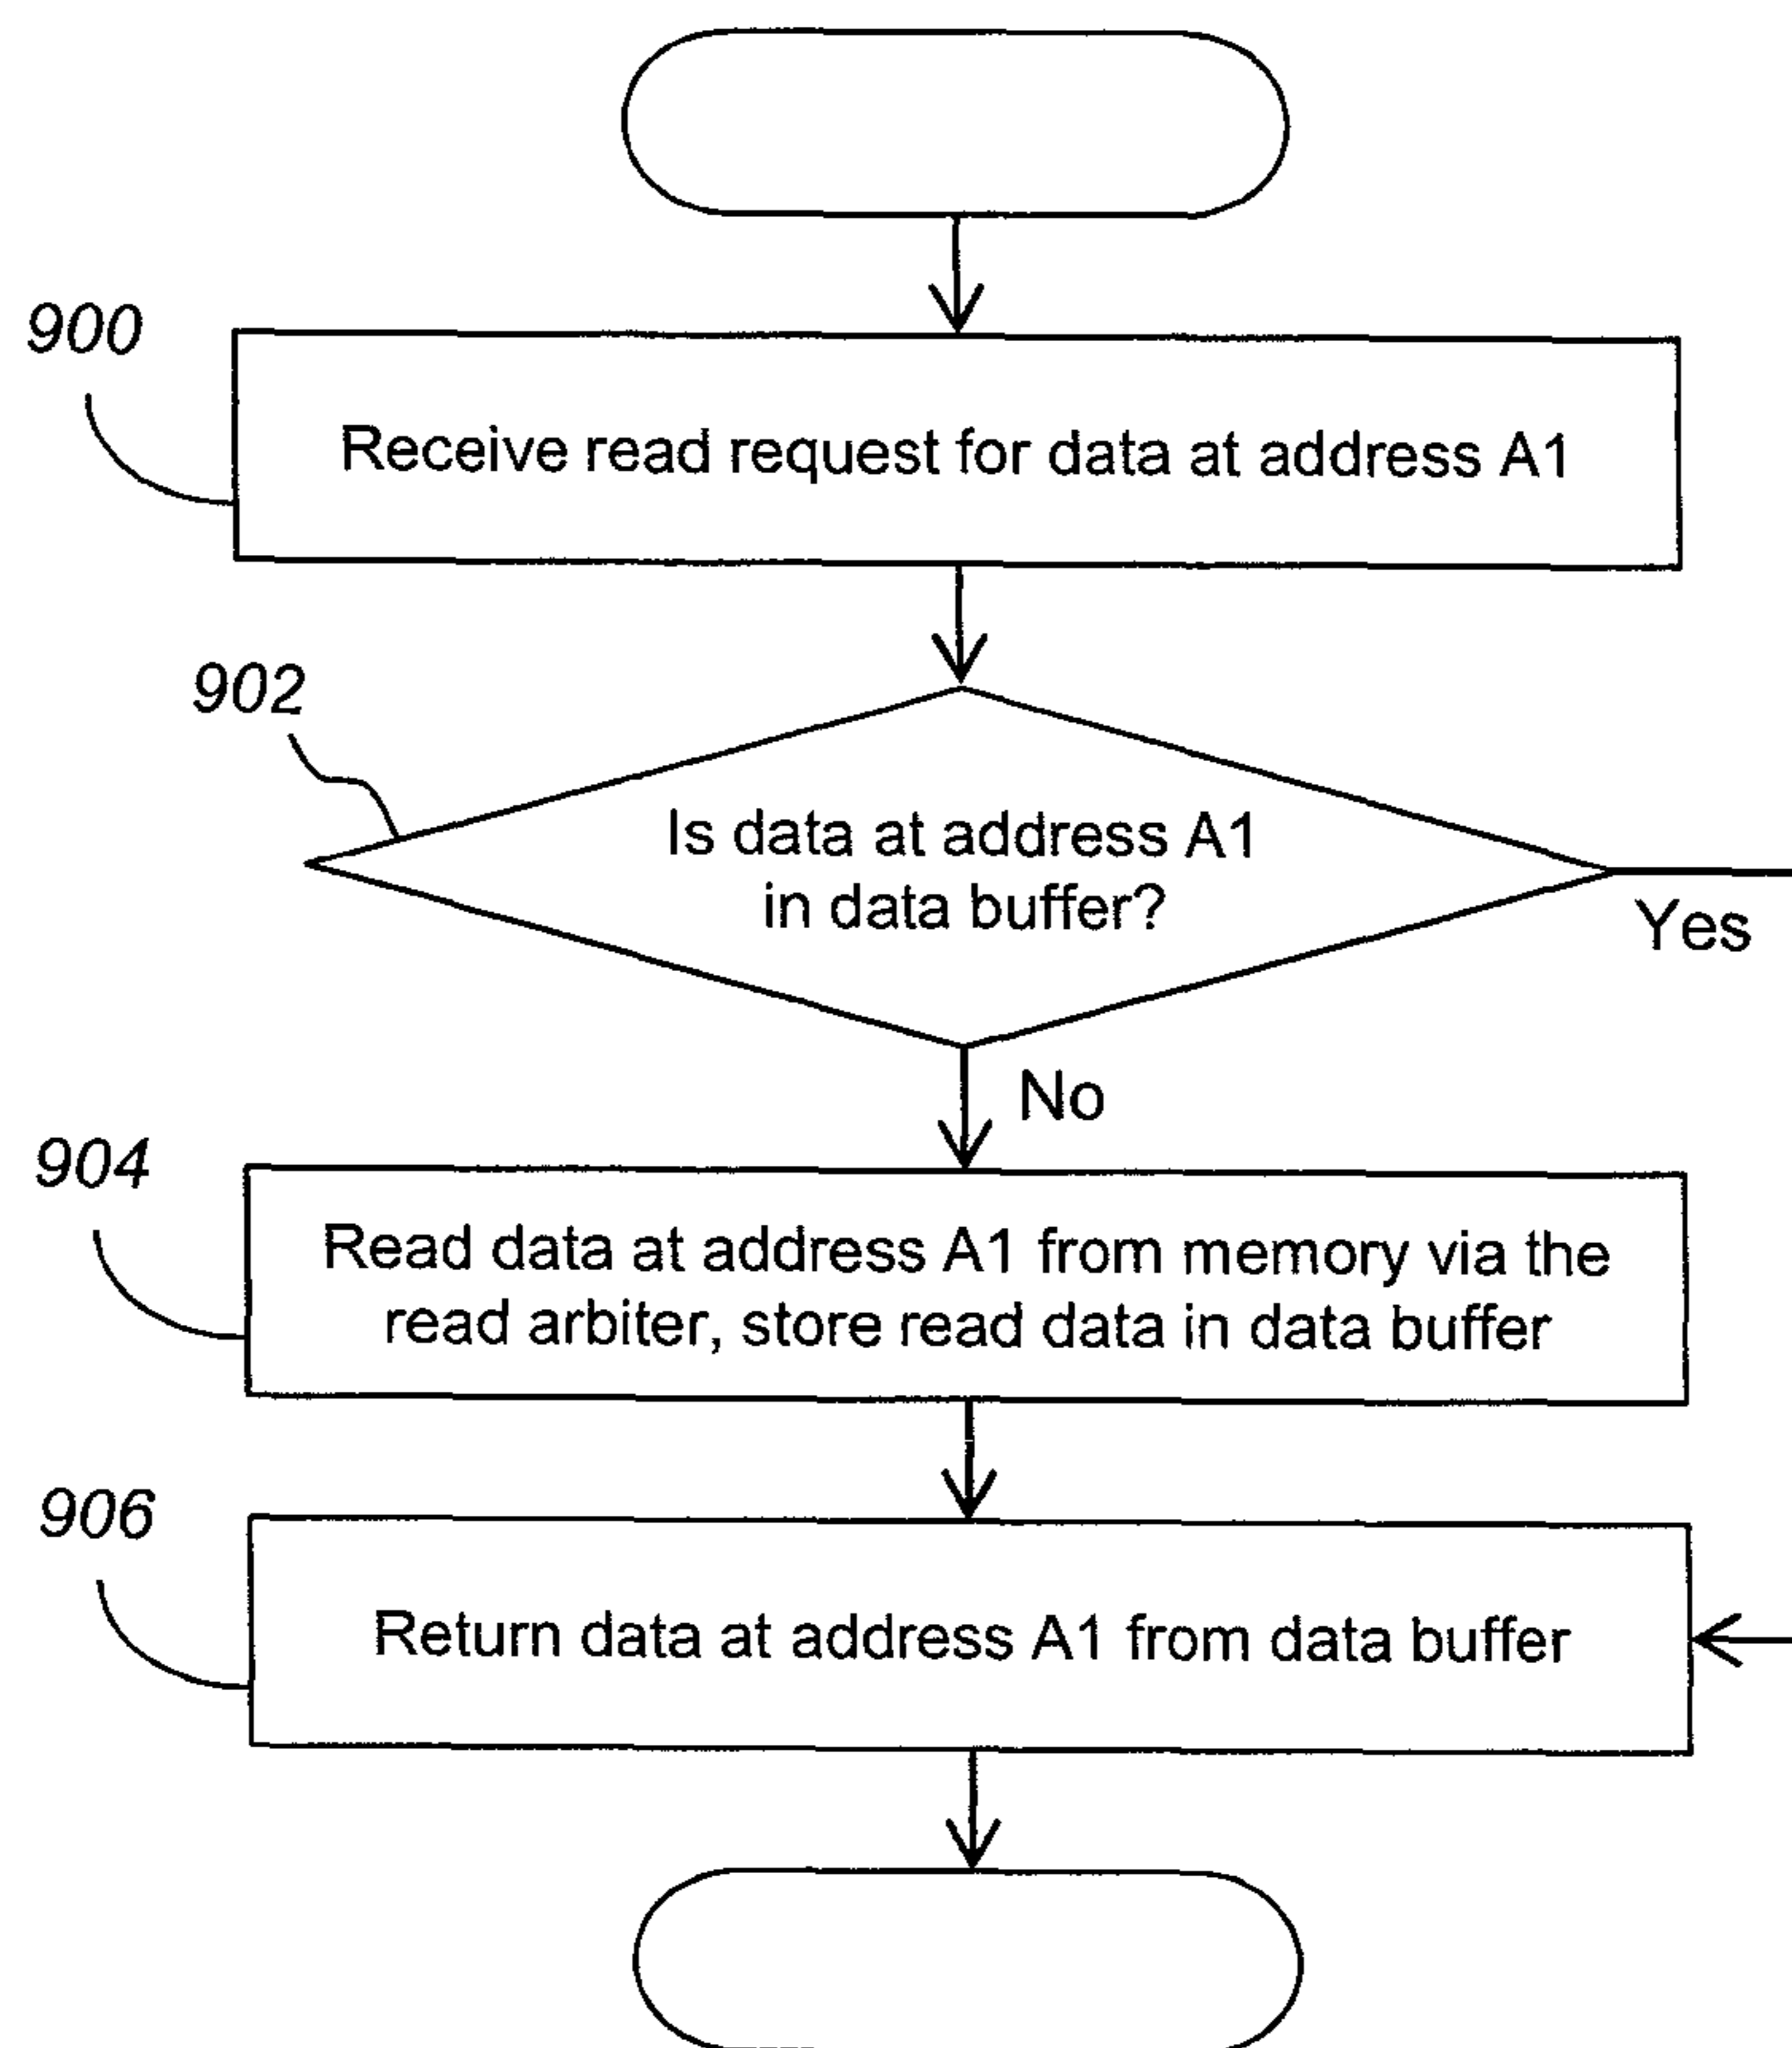 900
Receive read request for data at address A1
902
Is data at address A1
in data buffer?
Yes
No
904
Read data at address A1 from memory via the
read arbiter, store read data in data buffer
906
Return data at address A1 from data buffer